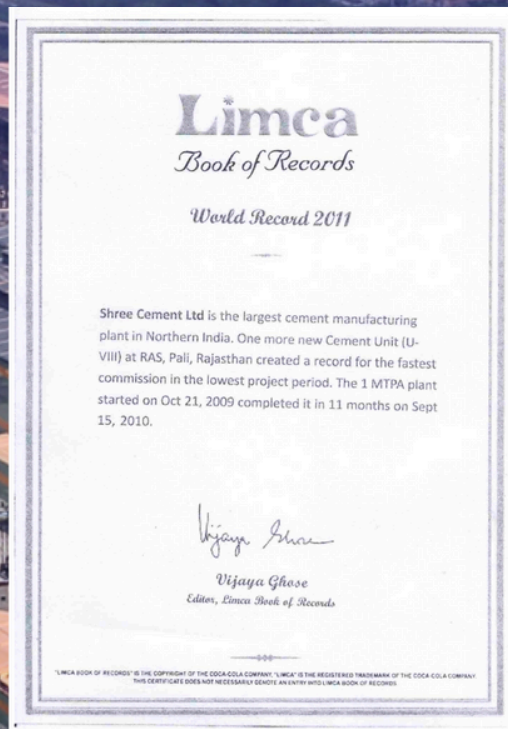 Limca
Book of Records
World Record 2011
Shree Cement Ltd is the largest cement manufacturing
plant in Northern India. One more new Cement Unit (U-
VIII) at RAS, Pali, Rajasthan created a record for the fastest
commission in the lowest project period. The 1 MTPA plant
started on Oct 21, 2009 completed it in 11 months on Sept
15, 2010.
Vijaya Ghose
Vijaya Ghose
Editor, Limca Book of Records
"LIMCA BOOK OF RECORDS" IS THE COPYRIGHT OF THE COCA-COLA COMPANY. "LIMCA" IS THE REGISTERED TRADEMARK OF THE COCA-COLA COMPANY
THIS CERTIFICATE DOES NOT NECESSARILY DENOTE AN ENTRY INTO LIMCA BOOK OF RECORDS